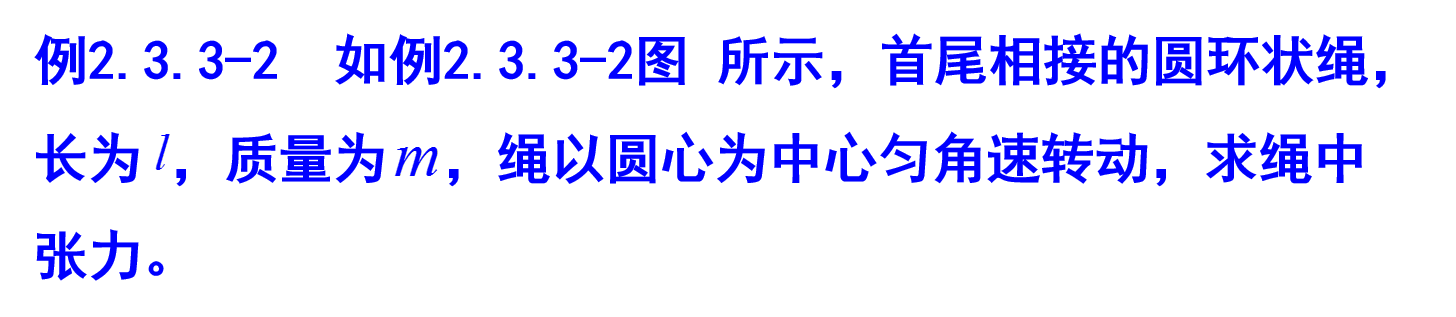 例2.3.3-2 如例2.3.3-2图 所示，首尾相接的圆环状绳，
长为 l，质量为 m，绳以圆心为中心匀角速转动，求绳中
张力。